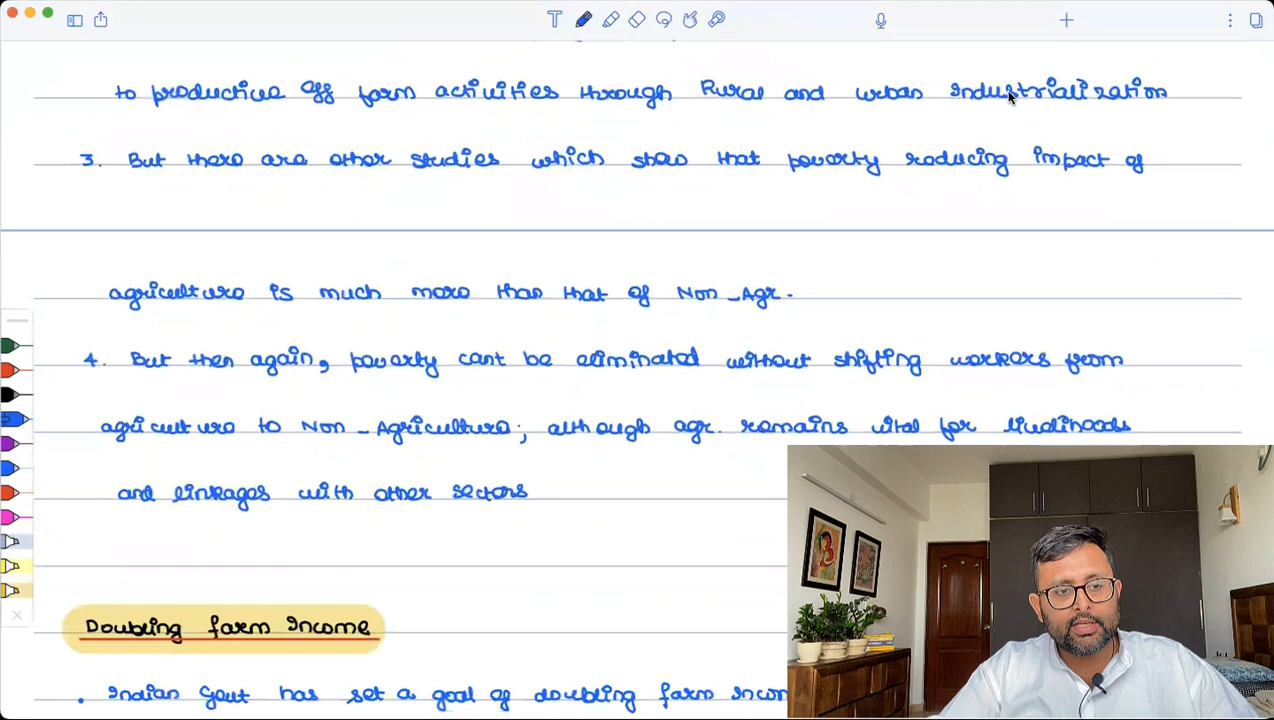 to productive off farm activities through Rural and urban industrialization
3. But there are other studies which show that poverty reducing impact of
agriculture is much more than that of Non-Agr.
4. But then again, poverty cant be eliminated without shifting workers from
agriculture to Non-Agriculture; although agr. remains vital for livelihoods
and linkages with other sectors
Doubling farm Income
. Indian Govt has set a goal of doubling farm